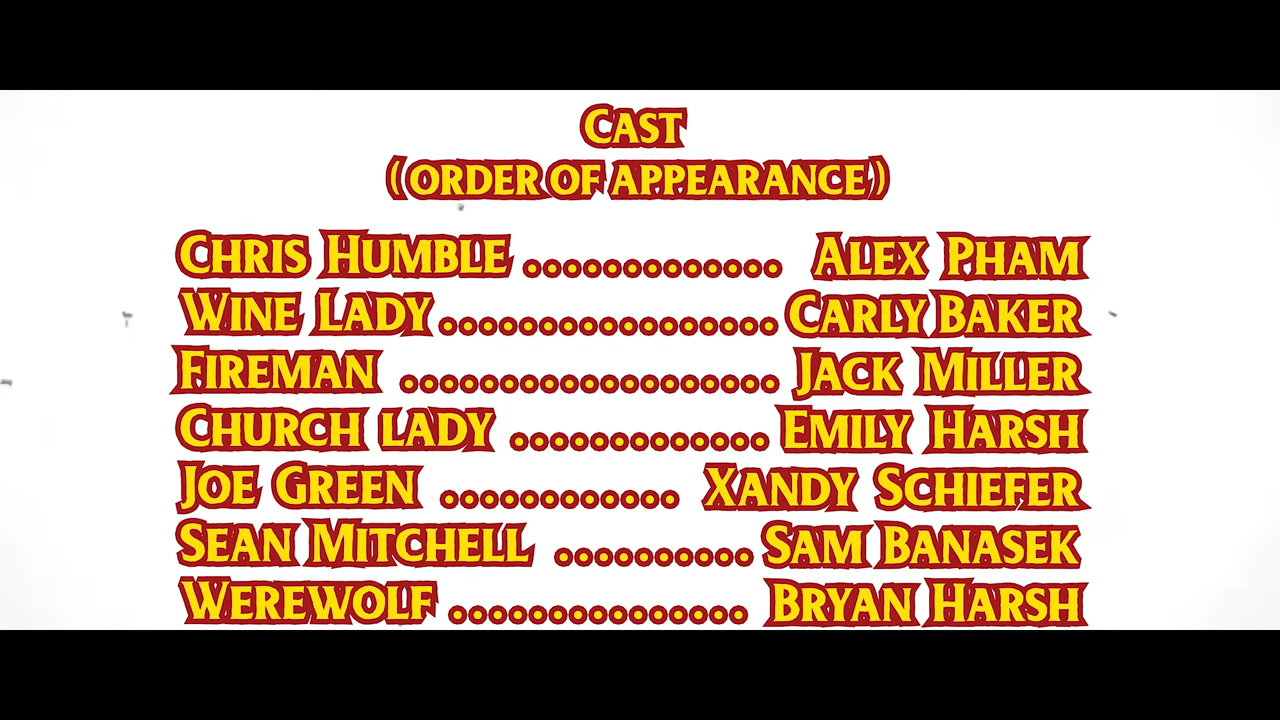 Cast
(order of appearance)
Chris Humble ............. Alex Pham
Wine Lady ................. Carly Baker
Fireman ................... Jack Miller
Church lady ............. Emily Harsh
Joe Green ............ Xandy Schiefer
Sean Mitchell .......... Sam Banasek
Werewolf ............... Bryan Harsh